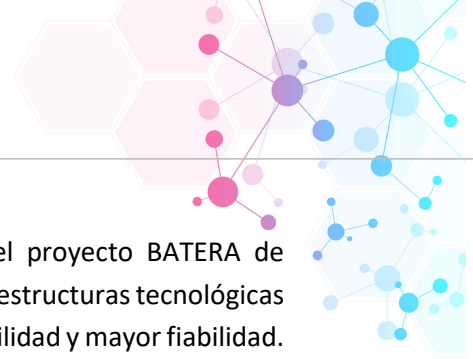 el proyecto BATERA de
estructuras tecnológicas
ilidad y mayor fiabilidad.